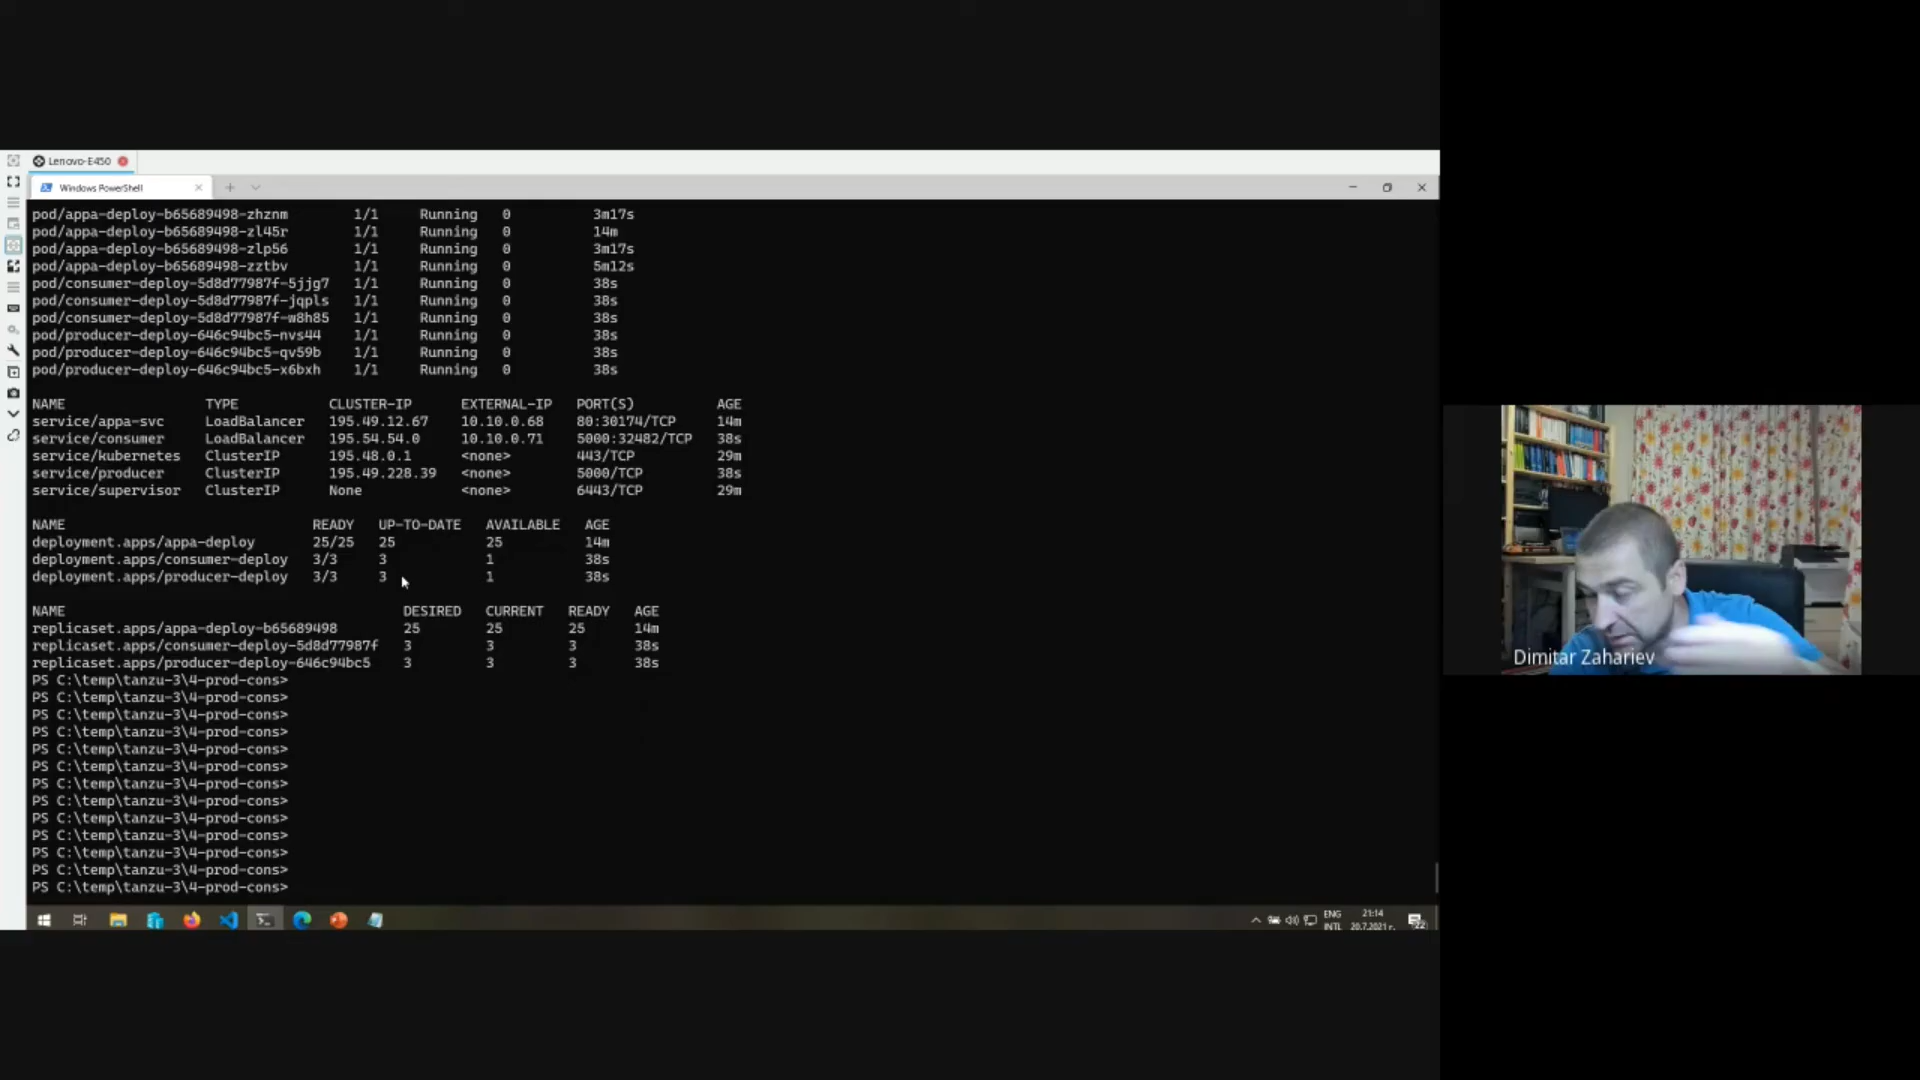 Lenovo-E450
Windows PowerShell
pod/appa-deploy-b65689498-zhznm 1/1 Running 0 3m17s
pod/appa-deploy-b65689498-zl45r 1/1 Running 0 14m
pod/appa-deploy-b65689498-zlp56 1/1 Running 0 3m17s
pod/appa-deploy-b65689498-zztbv 1/1 Running 0 5m12s
pod/consumer-deploy-5d8d77987f-5jjg7 1/1 Running 0 38s
pod/consumer-deploy-5d8d77987f-jqpls 1/1 Running 0 38s
pod/consumer-deploy-5d8d77987f-w8h85 1/1 Running 0 38s
pod/producer-deploy-646c94bc5-nvs44 1/1 Running 0 38s
pod/producer-deploy-646c94bc5-qv59b 1/1 Running 0 38s
pod/producer-deploy-646c94bc5-x6bxh 1/1 Running 0 38s
NAME TYPE CLUSTER-IP EXTERNAL-IP PORT(S) AGE
service/appa-svc LoadBalancer 195.49.12.67 10.10.0.68 80:30174/TCP 14m
service/consumer LoadBalancer 195.54.54.0 10.10.0.71 5000:32482/TCP 38s
service/kubernetes ClusterIP 195.48.0.1 <none> 443/TCP 29m
service/producer ClusterIP 195.49.228.39 <none> 5000/TCP 38s
service/supervisor ClusterIP None <none> 6443/TCP 29m
NAME READY UP-TO-DATE AVAILABLE AGE
deployment.apps/appa-deploy 25/25 25 25 14m
deployment.apps/consumer-deploy 3/3 3 1 38s
deployment.apps/producer-deploy 3/3 3 1 38s
NAME DESIRED CURRENT READY AGE
replicaset.apps/appa-deploy-b65689498 25 25 25 14m
replicaset.apps/consumer-deploy-5d8d77987f 3 3 3 38s
replicaset.apps/producer-deploy-646c94bc5 3 3 3 38s
PS C:\temp\tanzu-3\4-prod-cons>
PS C:\temp\tanzu-3\4-prod-cons>
PS C:\temp\tanzu-3\4-prod-cons>
PS C:\temp\tanzu-3\4-prod-cons>
PS C:\temp\tanzu-3\4-prod-cons>
PS C:\temp\tanzu-3\4-prod-cons>
PS C:\temp\tanzu-3\4-prod-cons>
PS C:\temp\tanzu-3\4-prod-cons>
PS C:\temp\tanzu-3\4-prod-cons>
PS C:\temp\tanzu-3\4-prod-cons>
PS C:\temp\tanzu-3\4-prod-cons>
PS C:\temp\tanzu-3\4-prod-cons>
PS C:\temp\tanzu-3\4-prod-cons>
ENG 21:14
INTL 20.7.2021 г. 22
Dimitar Zahariev